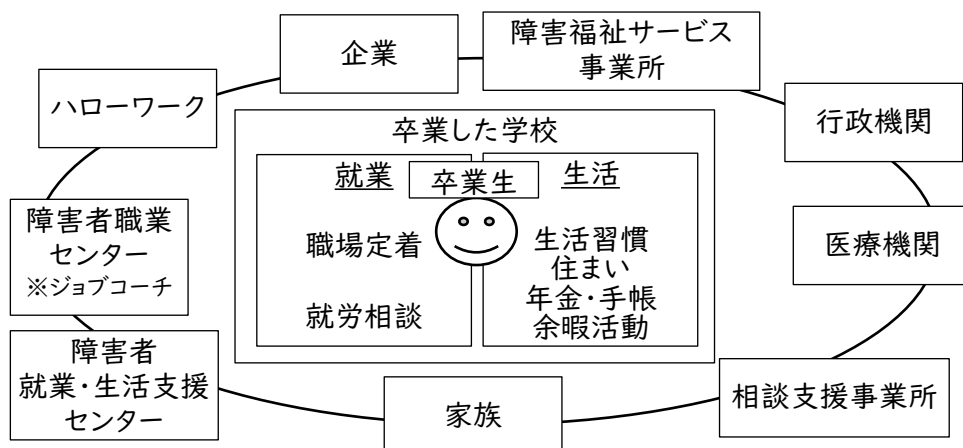 企業
障害福祉サービス
事業所
ハローワーク
行政機関
卒業した学校
就業
卒業生
生活
障害者職業
センター
※ジョブコーチ
職場定着
就労相談
生活習慣
住まい
年金・手帳
余暇活動
医療機関
障害者
就業・生活支援
センター
家族
相談支援事業所